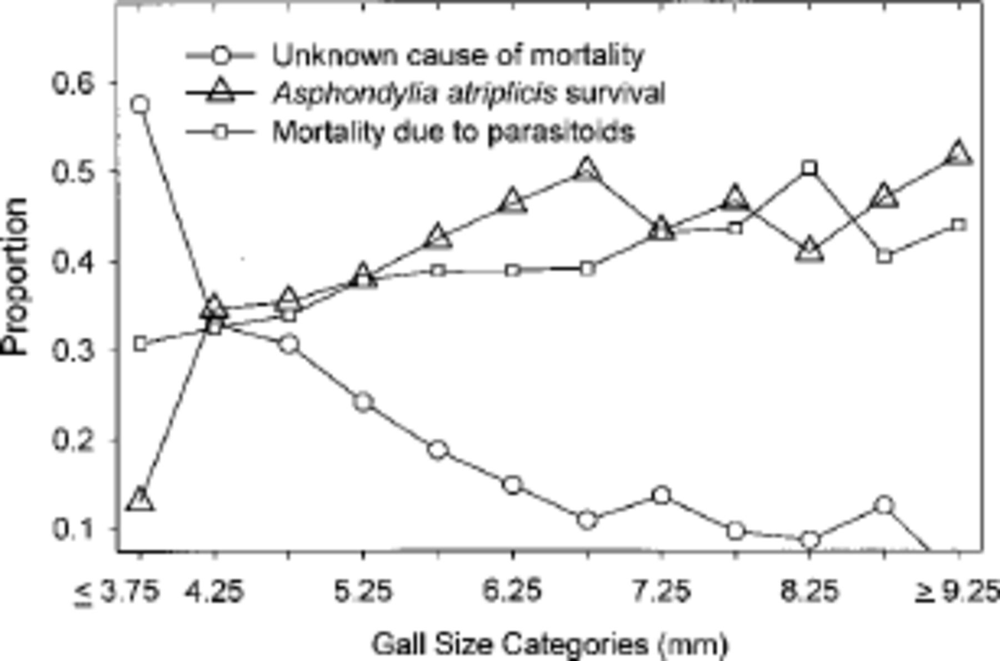 Unknown cause of mortality
Asphondylia atriplicis survival
Mortality due to parasitoids
0.6
0.5
0.4
0.3
0.2
0.1
Proportion
≤ 3.75 4.25 5.25 6.25 7.25 8.25 ≥ 9.25
Gall Size Categories (mm)